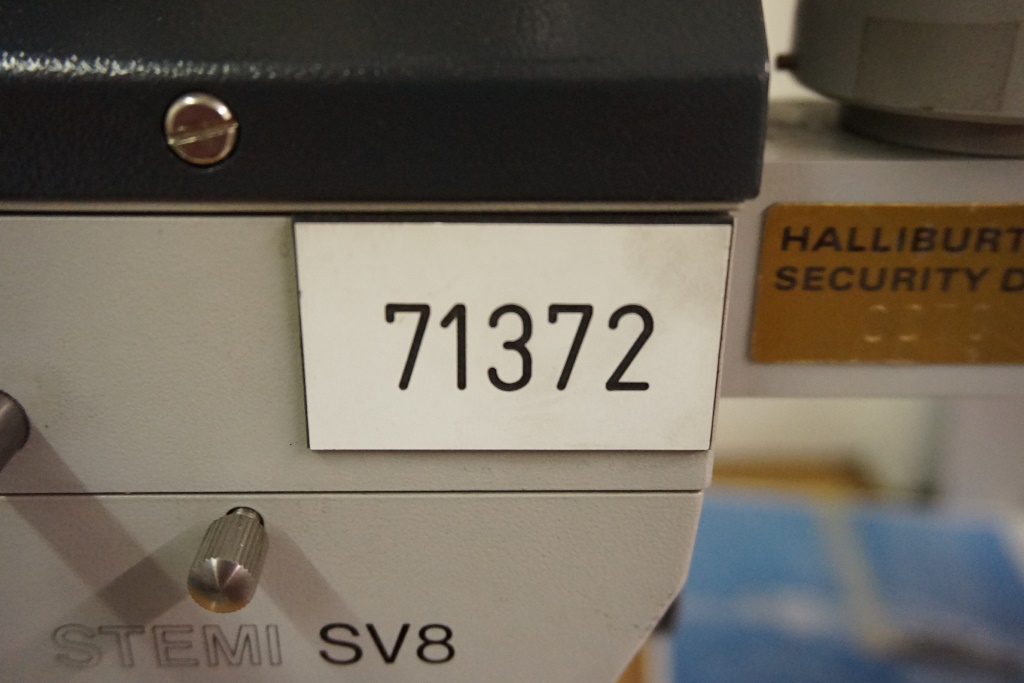 71372
HALLIBURT
SECURITY D
STEMI SV8